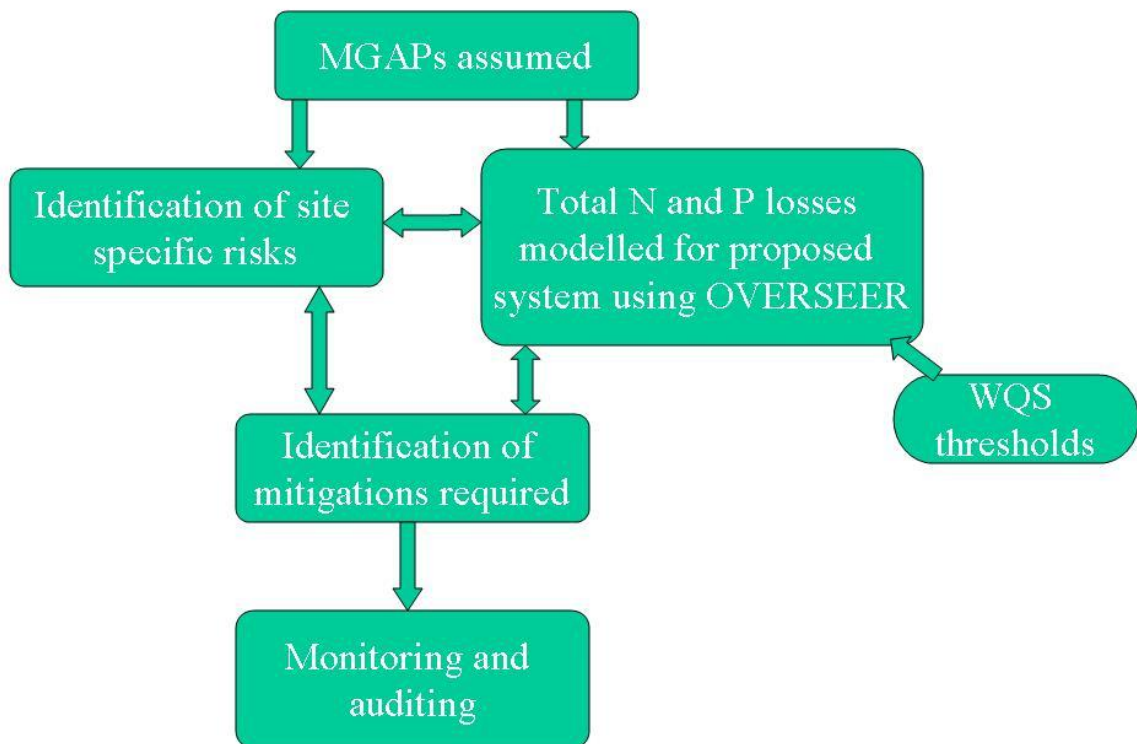 MGAPs assumed
Identification of site
specific risks
Total N and P losses
modelled for proposed
system using OVERSEER
WQS
thresholds
Identification of
mitigations required
Monitoring and
auditing